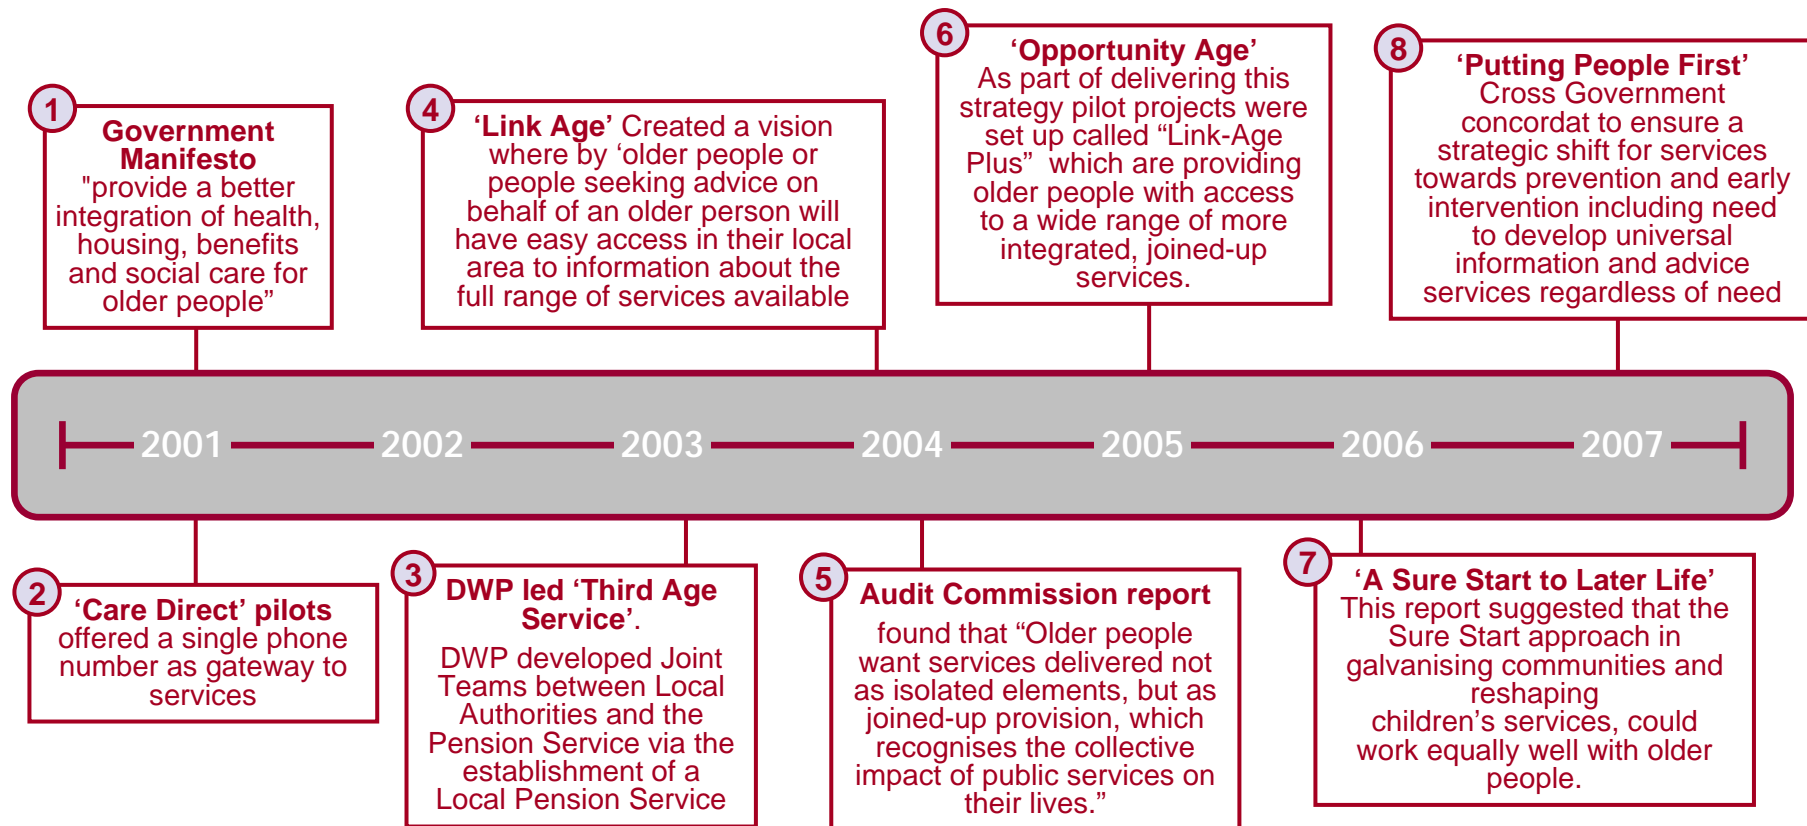 1
Government
Manifesto
"provide a better
integration of health,
housing, benefits
and social care for
older people”
4
‘Link Age’ Created a vision
where by ‘older people or
people seeking advice on
behalf of an older person will
have easy access in their local
area to information about the
full range of services available
6
‘Opportunity Age’
As part of delivering this
strategy pilot projects were
set up called “Link-Age
Plus” which are providing
older people with access
to a wide range of more
integrated, joined-up
services.
8
‘Putting People First’
Cross Government
concordat to ensure a
strategic shift for services
towards prevention and early
intervention including need
to develop universal
information and advice
services regardless of need
2001 2002 2003 2004 2005 2006 2007
2
‘Care Direct’ pilots
offered a single phone
number as gateway to
services
3
DWP led ‘Third Age
Service’.
DWP developed Joint
Teams between Local
Authorities and the
Pension Service via the
establishment of a
Local Pension Service
5
Audit Commission report
found that “Older people
want services delivered not
as isolated elements, but as
joined-up provision, which
recognises the collective
impact of public services on
their lives.”
7
‘A Sure Start to Later Life’
This report suggested that the
Sure Start approach in
galvanising communities and
reshaping
children’s services, could
work equally well with older
people.